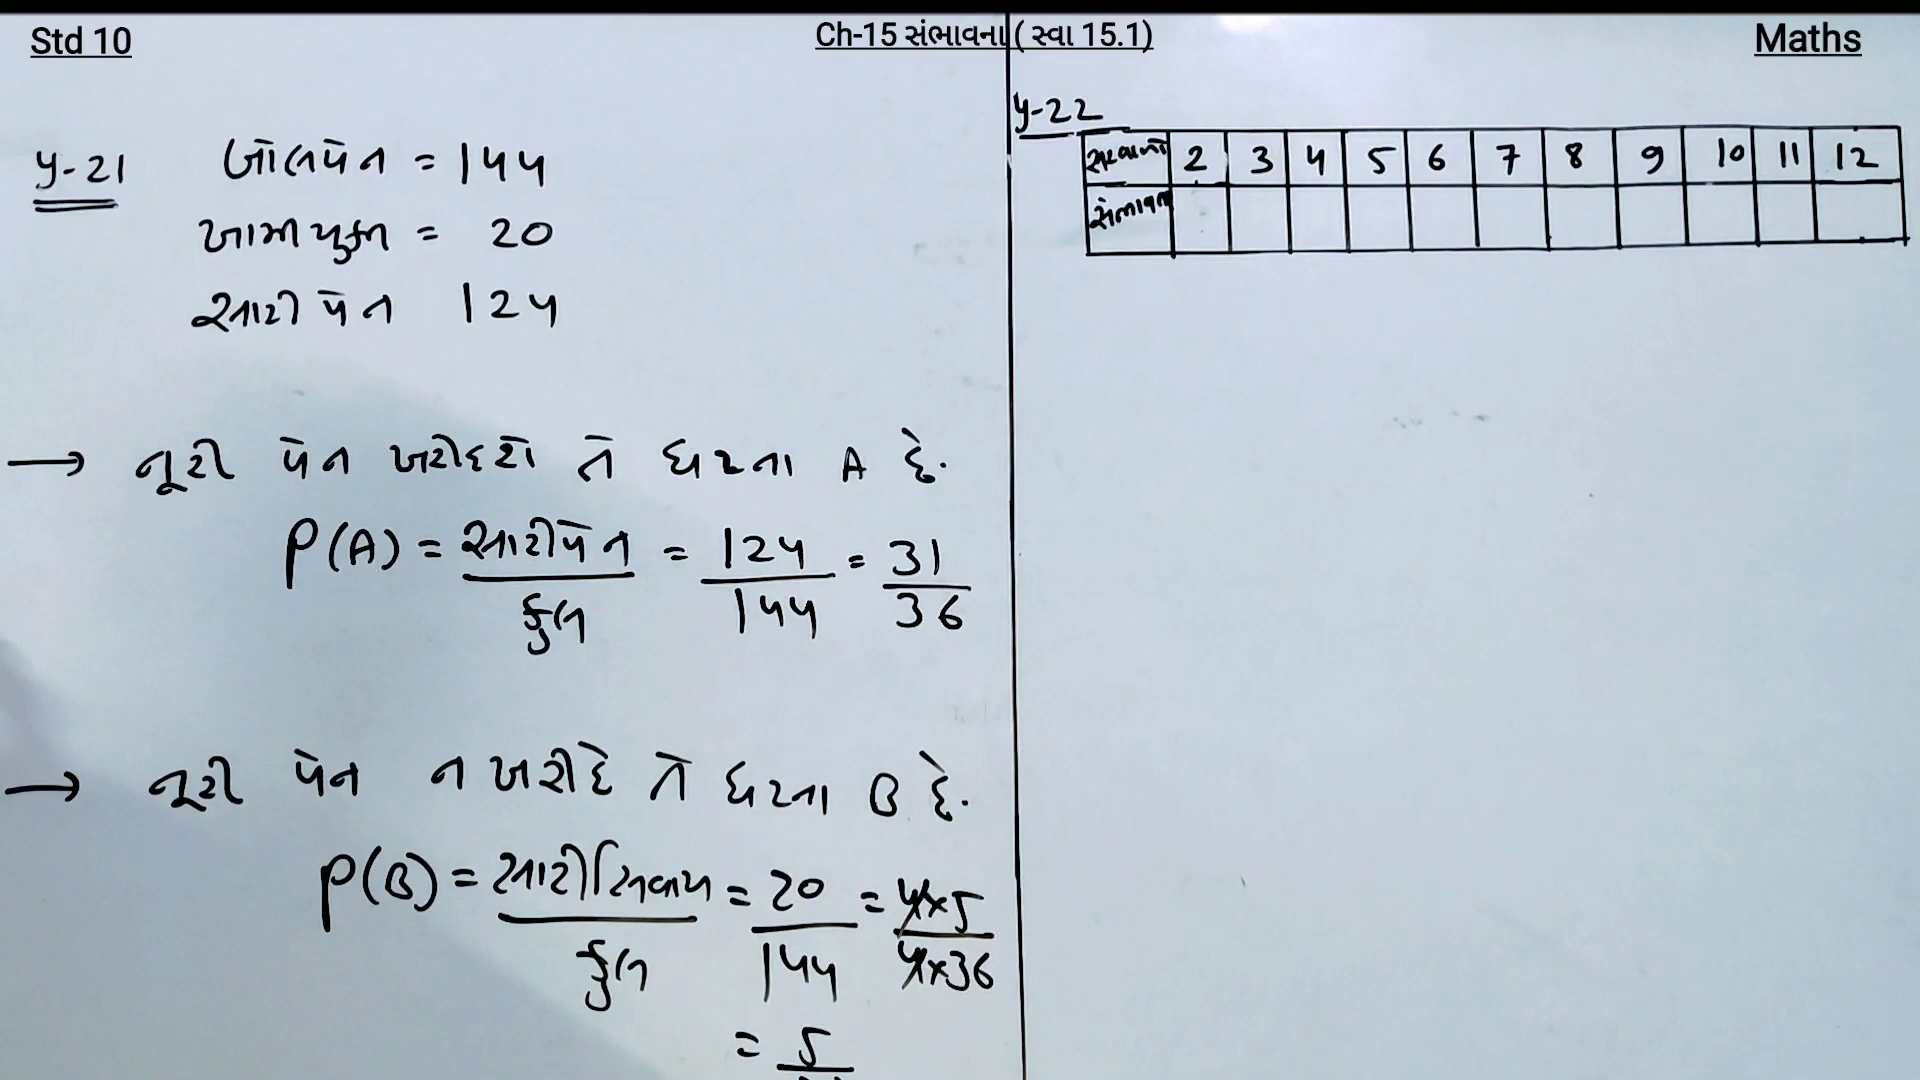 Std 10
Ch-15 સંભાવના ( સ્વા 15.1)
Maths
પ્ર-21 બોલપેન = 144
ખામીયુક્ત = 20
સારી પેન 124
→ નૂરી પેન ખરીદશે તે ઘટના A છે.
P(A) = સારીપેન / કુલ = 124 / 144 = 31 / 36
→ નૂરી પેન ન ખરીદે તે ઘટના B છે.
P(B) = સારી સિવાય / કુલ = 20 / 144 = 4×5 / 4×36
= 5
પ્ર-22
સરવાળો 2 3 4 5 6 7 8 9 10 11 12
સંભાવના